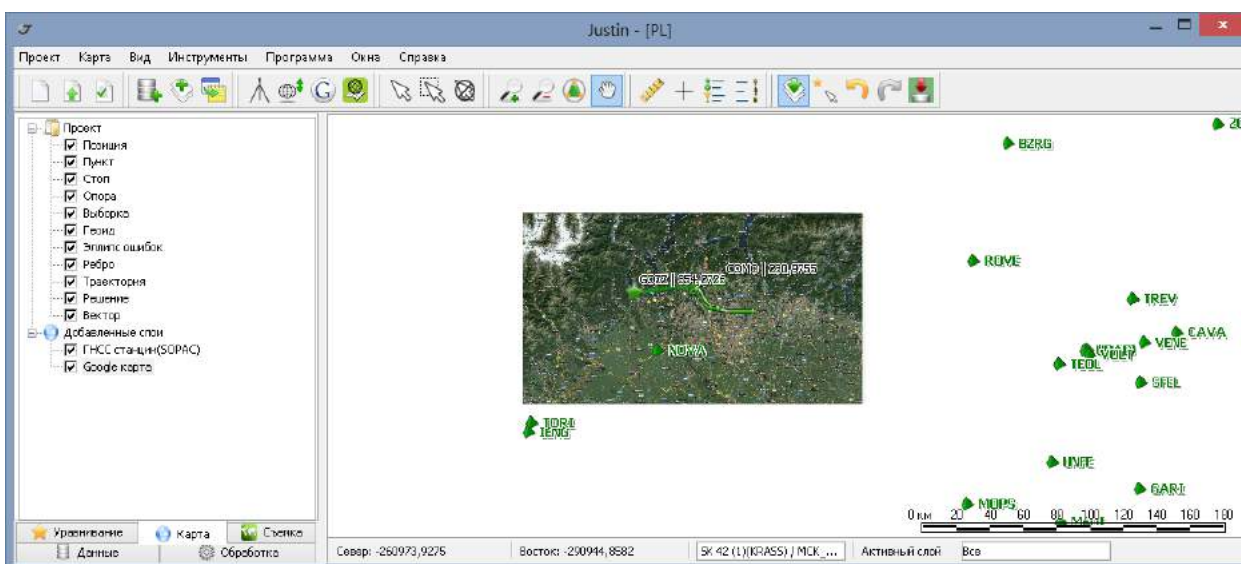 Justin - [PL]
Проект Карта Вид Инструменты Программа Окна Справка
Проект
Позиция
Пункт
Стоп
Опора
Выборка
Геоид
Эллипс ошибок
Ребро
Траектория
Решение
Вектор
Добавленные слои
ГНСС станции(SOPAC)
Google карта
BZRG
ROVE
TREV
CAVA
VENE
TEOL
SFEL
NOVA
TORI
IENG
UNFE
GARI
MOPS
0 км 20 40 60 80 100 120 140 160 180
Уравнивание Карта Съемка
Данные Обработка
Север: -260973,9275 Восток: -290944,8582 SK 42 (1)(KRASS) / МСК_... Активный слой Все